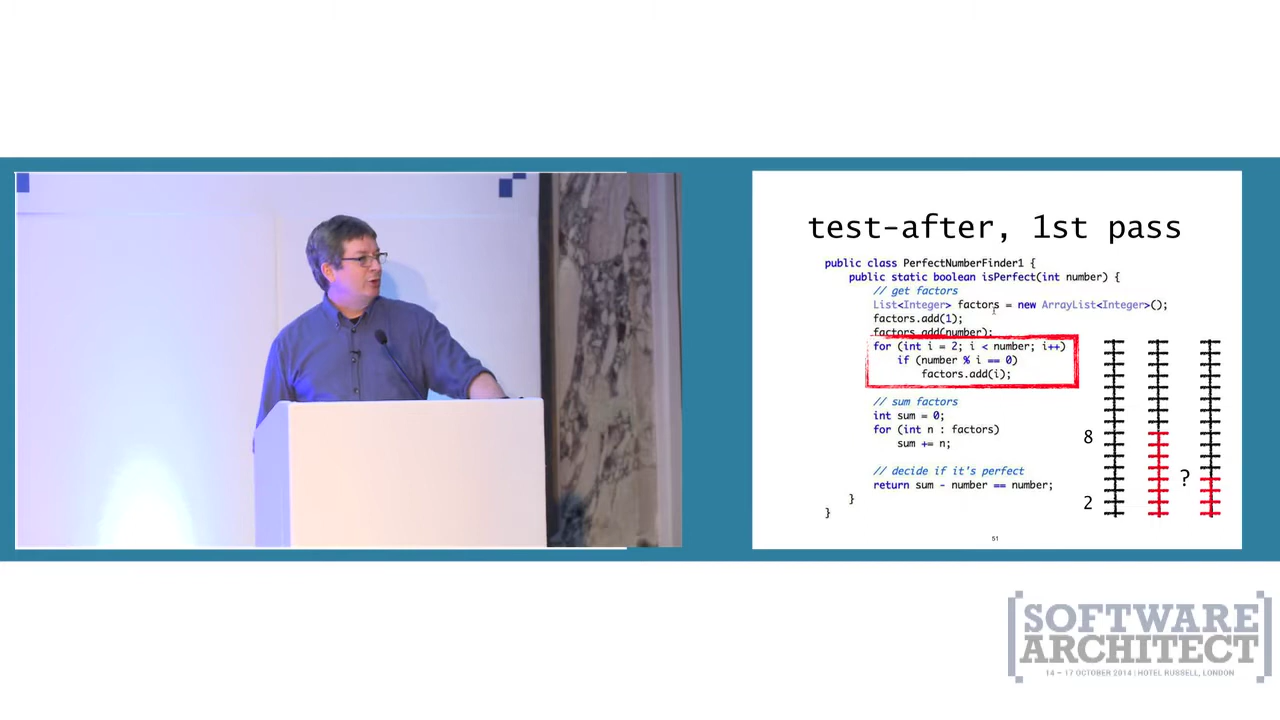 test-after, 1st pass
public class PerfectNumberFinder1 {
public static boolean isPerfect(int number) {
// get factors
List<Integer> factors = new ArrayList<Integer>();
factors.add(1);
factors.add(number);
for (int i = 2; i < number; i++)
if (number % i == 0)
factors.add(i);
// sum factors
int sum = 0;
for (int n : factors)
sum += n;
// decide if it's perfect
return sum - number == number;
}
}
8
?
2
51
[SOFTWARE
ARCHITECT]
14 – 17 OCTOBER 2014 | HOTEL RUSSELL, LONDON